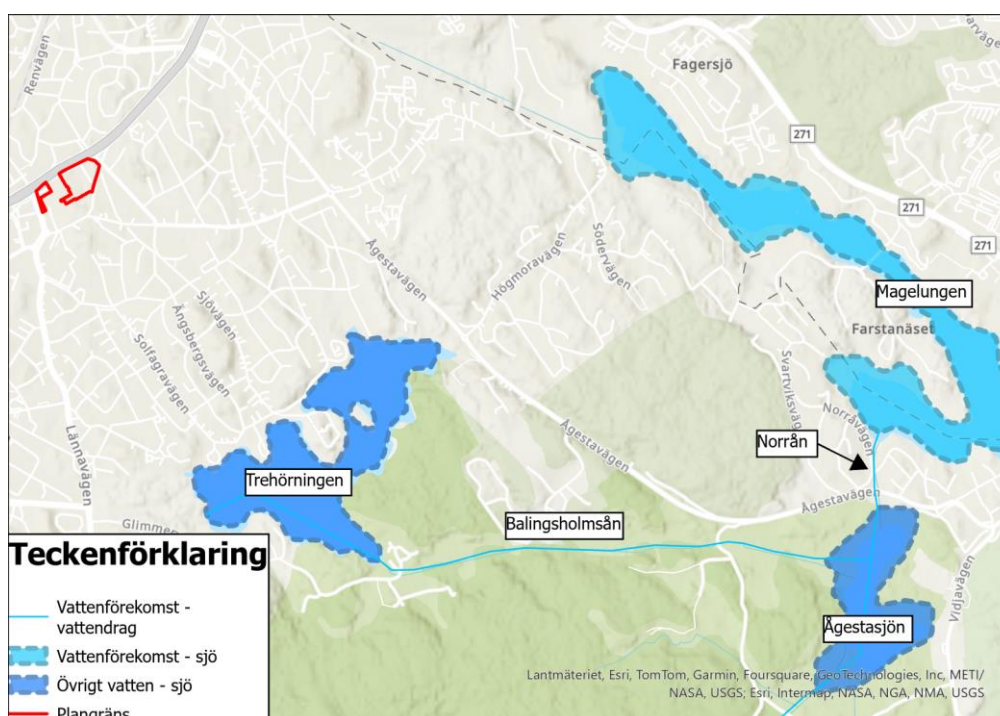 Renvägen
Fagersjö
271
271
271
Ågestavägen
Högmoravägen
Södervägen
Magelungen
Farstanäset
Sjövägen
Ängsbergsvägen
Solfagravägen
Lännavägen
Svartviksväg
Norråvägen
Norrån
Ågestavägen
Trehörningen
Ågestavägen
Balingsholmsån
Glimmer
Vidjavägen
Ågestasjön
Teckenförklaring
Vattenförekomst -
vattendrag
Vattenförekomst - sjö
Övrigt vatten - sjö
Plangräns
Lantmäteriet, Esri, TomTom, Garmin, Foursquare, GeoTechnologies, Inc, METI/
NASA, USGS; Esri, Intermap, NASA, NGA, NMA, USGS